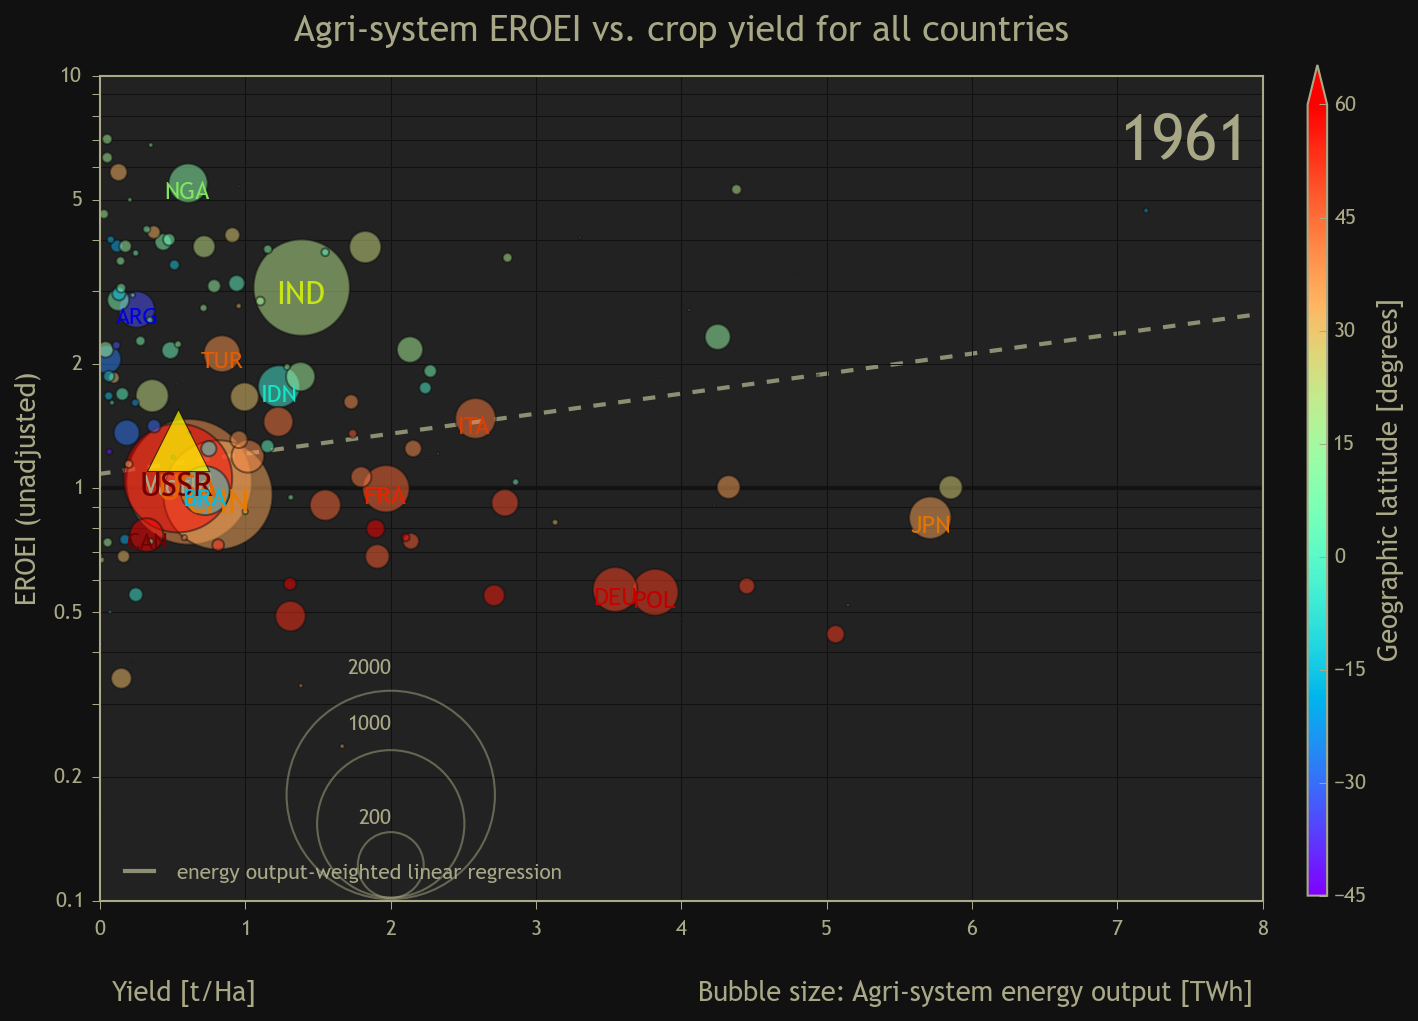 Agri-system EROEI vs. crop yield for all countries
1961
10
5
2
1
0.5
0.2
0.1
EROEI (unadjusted)
NGA
IND
ARG
TUR
IDN
ITA
USSR
BRA
FRA
JPN
DEU
POL
2000
1000
200
energy output-weighted linear regression
0 1 2 3 4 5 6 7 8
Yield [t/Ha]
Bubble size: Agri-system energy output [TWh]
60
45
30
15
0
−15
−30
−45
Geographic latitude [degrees]